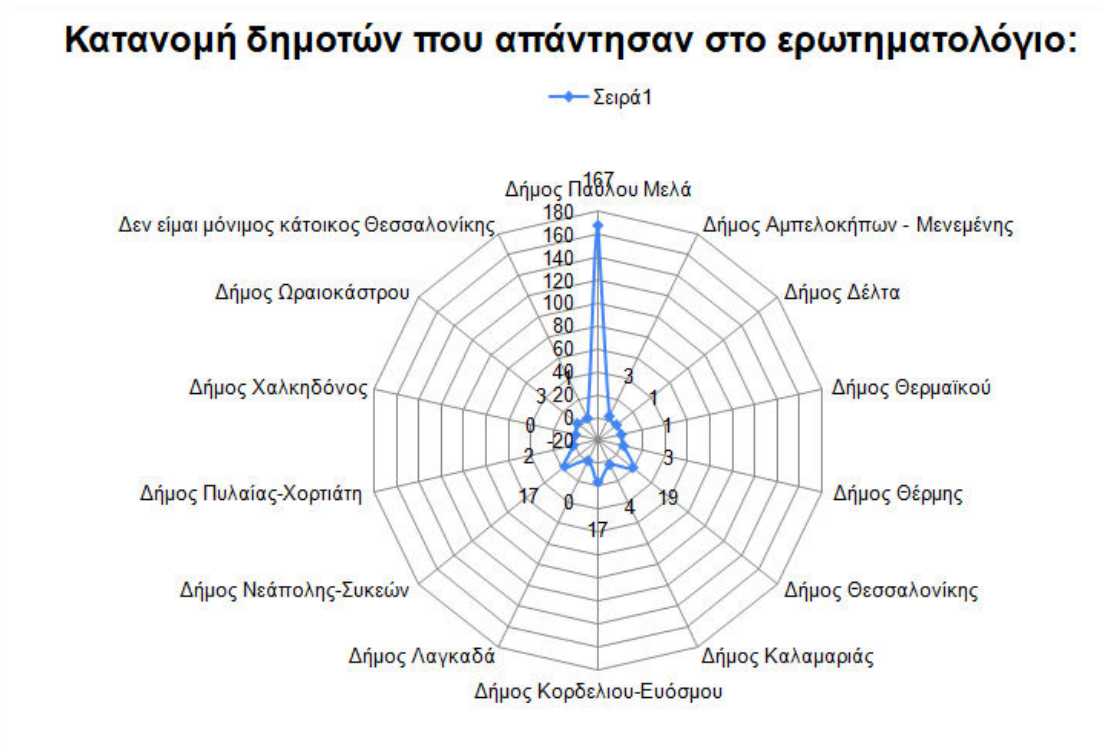 Κατανομή δημοτών που απάντησαν στο ερωτηματολόγιο:
Σειρά1
167
Δήμος Παύλου Μελά
180
Δεν είμαι μόνιμος κάτοικος Θεσσαλονίκης
Δήμος Αμπελοκήπων - Μενεμένης
160
140
120
Δήμος Ωραιοκάστρου
Δήμος Δέλτα
100
80
60
40
1
3
Δήμος Χαλκηδόνος
Δήμος Θερμαϊκού
20
3
1
0
0
1
-20
2
3
Δήμος Πυλαίας-Χορτιάτη
Δήμος Θέρμης
17
19
0
4
17
Δήμος Νεάπολης-Συκεών
Δήμος Θεσσαλονίκης
Δήμος Λαγκαδά
Δήμος Καλαμαριάς
Δήμος Κορδελιου-Ευόσμου